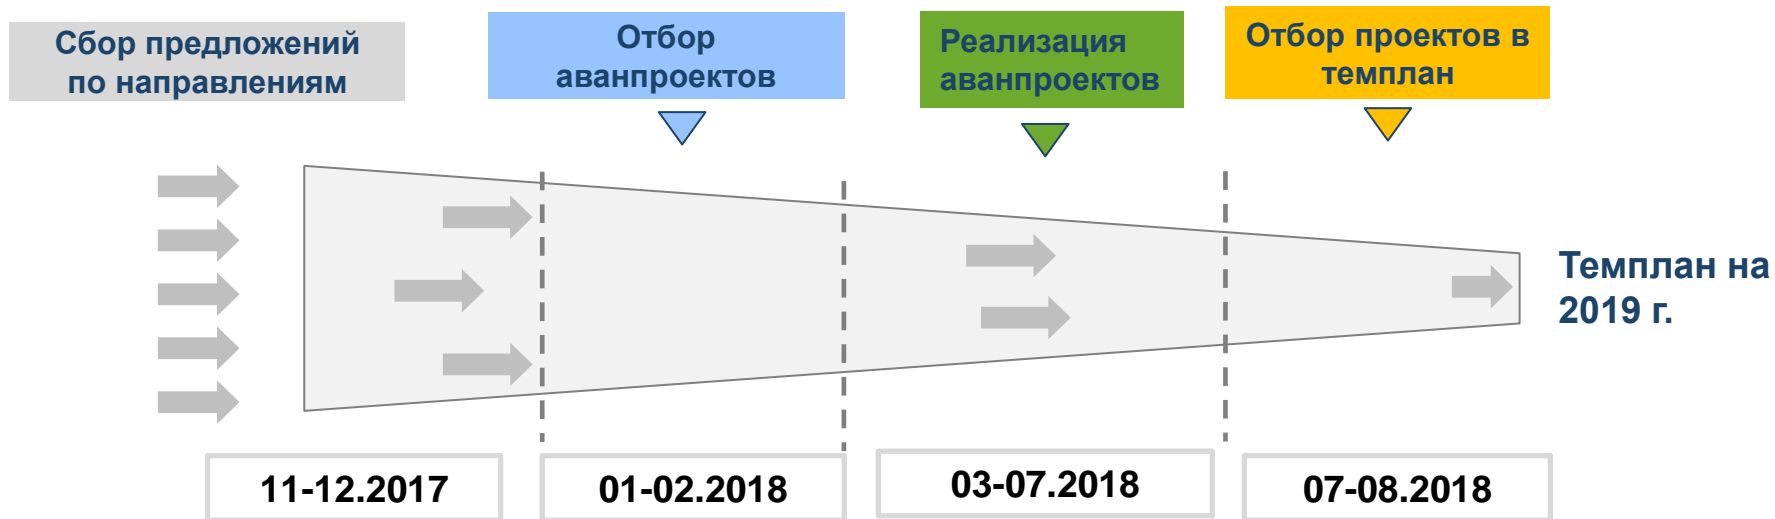 Сбор предложений
по направлениям
Отбор
аванпроектов
Реализация
аванпроектов
Отбор проектов в
темплан
Темплан на
2019 г.
11-12.2017
01-02.2018
03-07.2018
07-08.2018